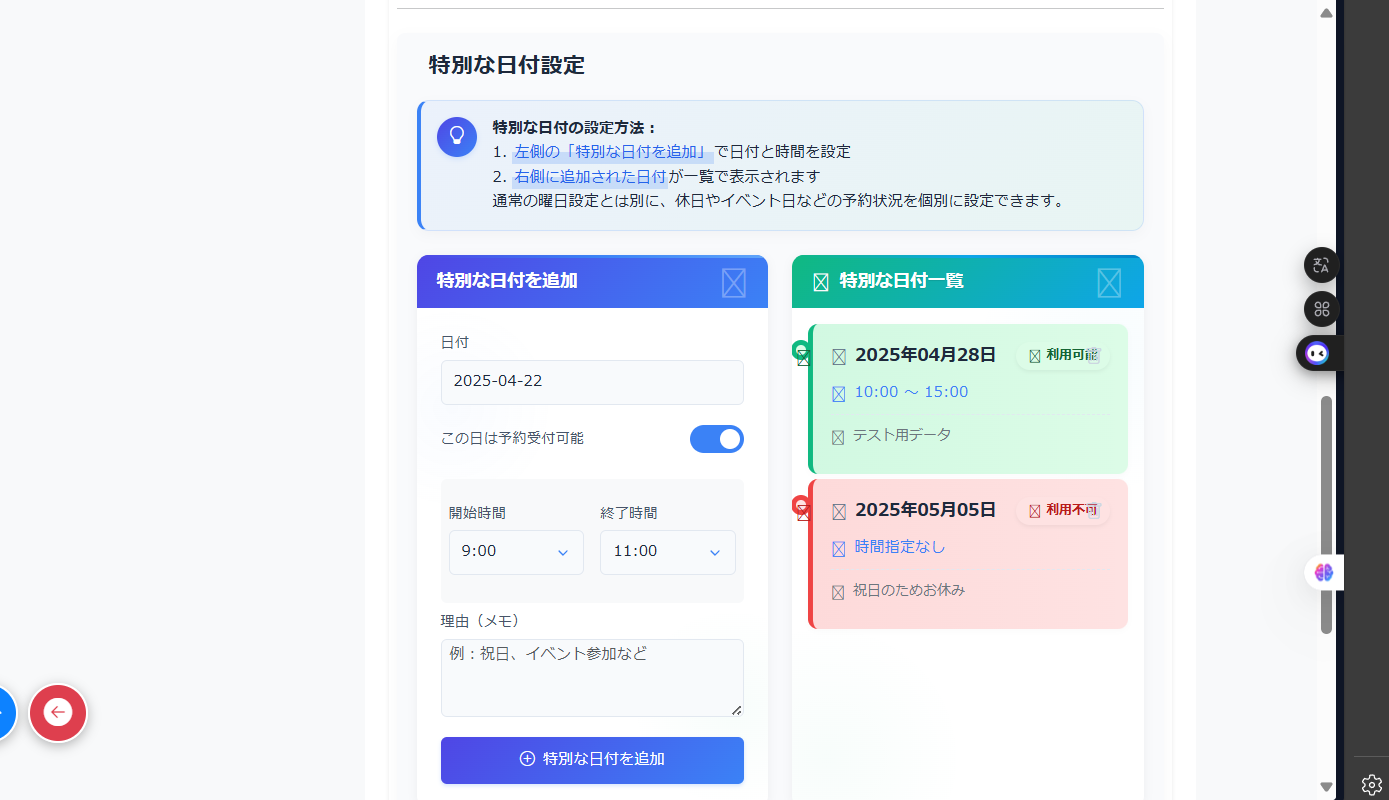 特別な日付設定
特別な日付の設定方法：
1. 左側の「特別な日付を追加」で日付と時間を設定
2. 右側に追加された日付が一覧で表示されます
通常の曜日設定とは別に、休日やイベント日などの予約状況を個別に設定できます。
特別な日付を追加
日付
2025-04-22
この日は予約受付可能
開始時間
終了時間
9:00
11:00
理由（メモ）
例：祝日、イベント参加など
特別な日付を追加
特別な日付一覧
2025年04月28日
利用可能
10:00 ～ 15:00
テスト用データ
2025年05月05日
利用不可
時間指定なし
祝日のためお休み